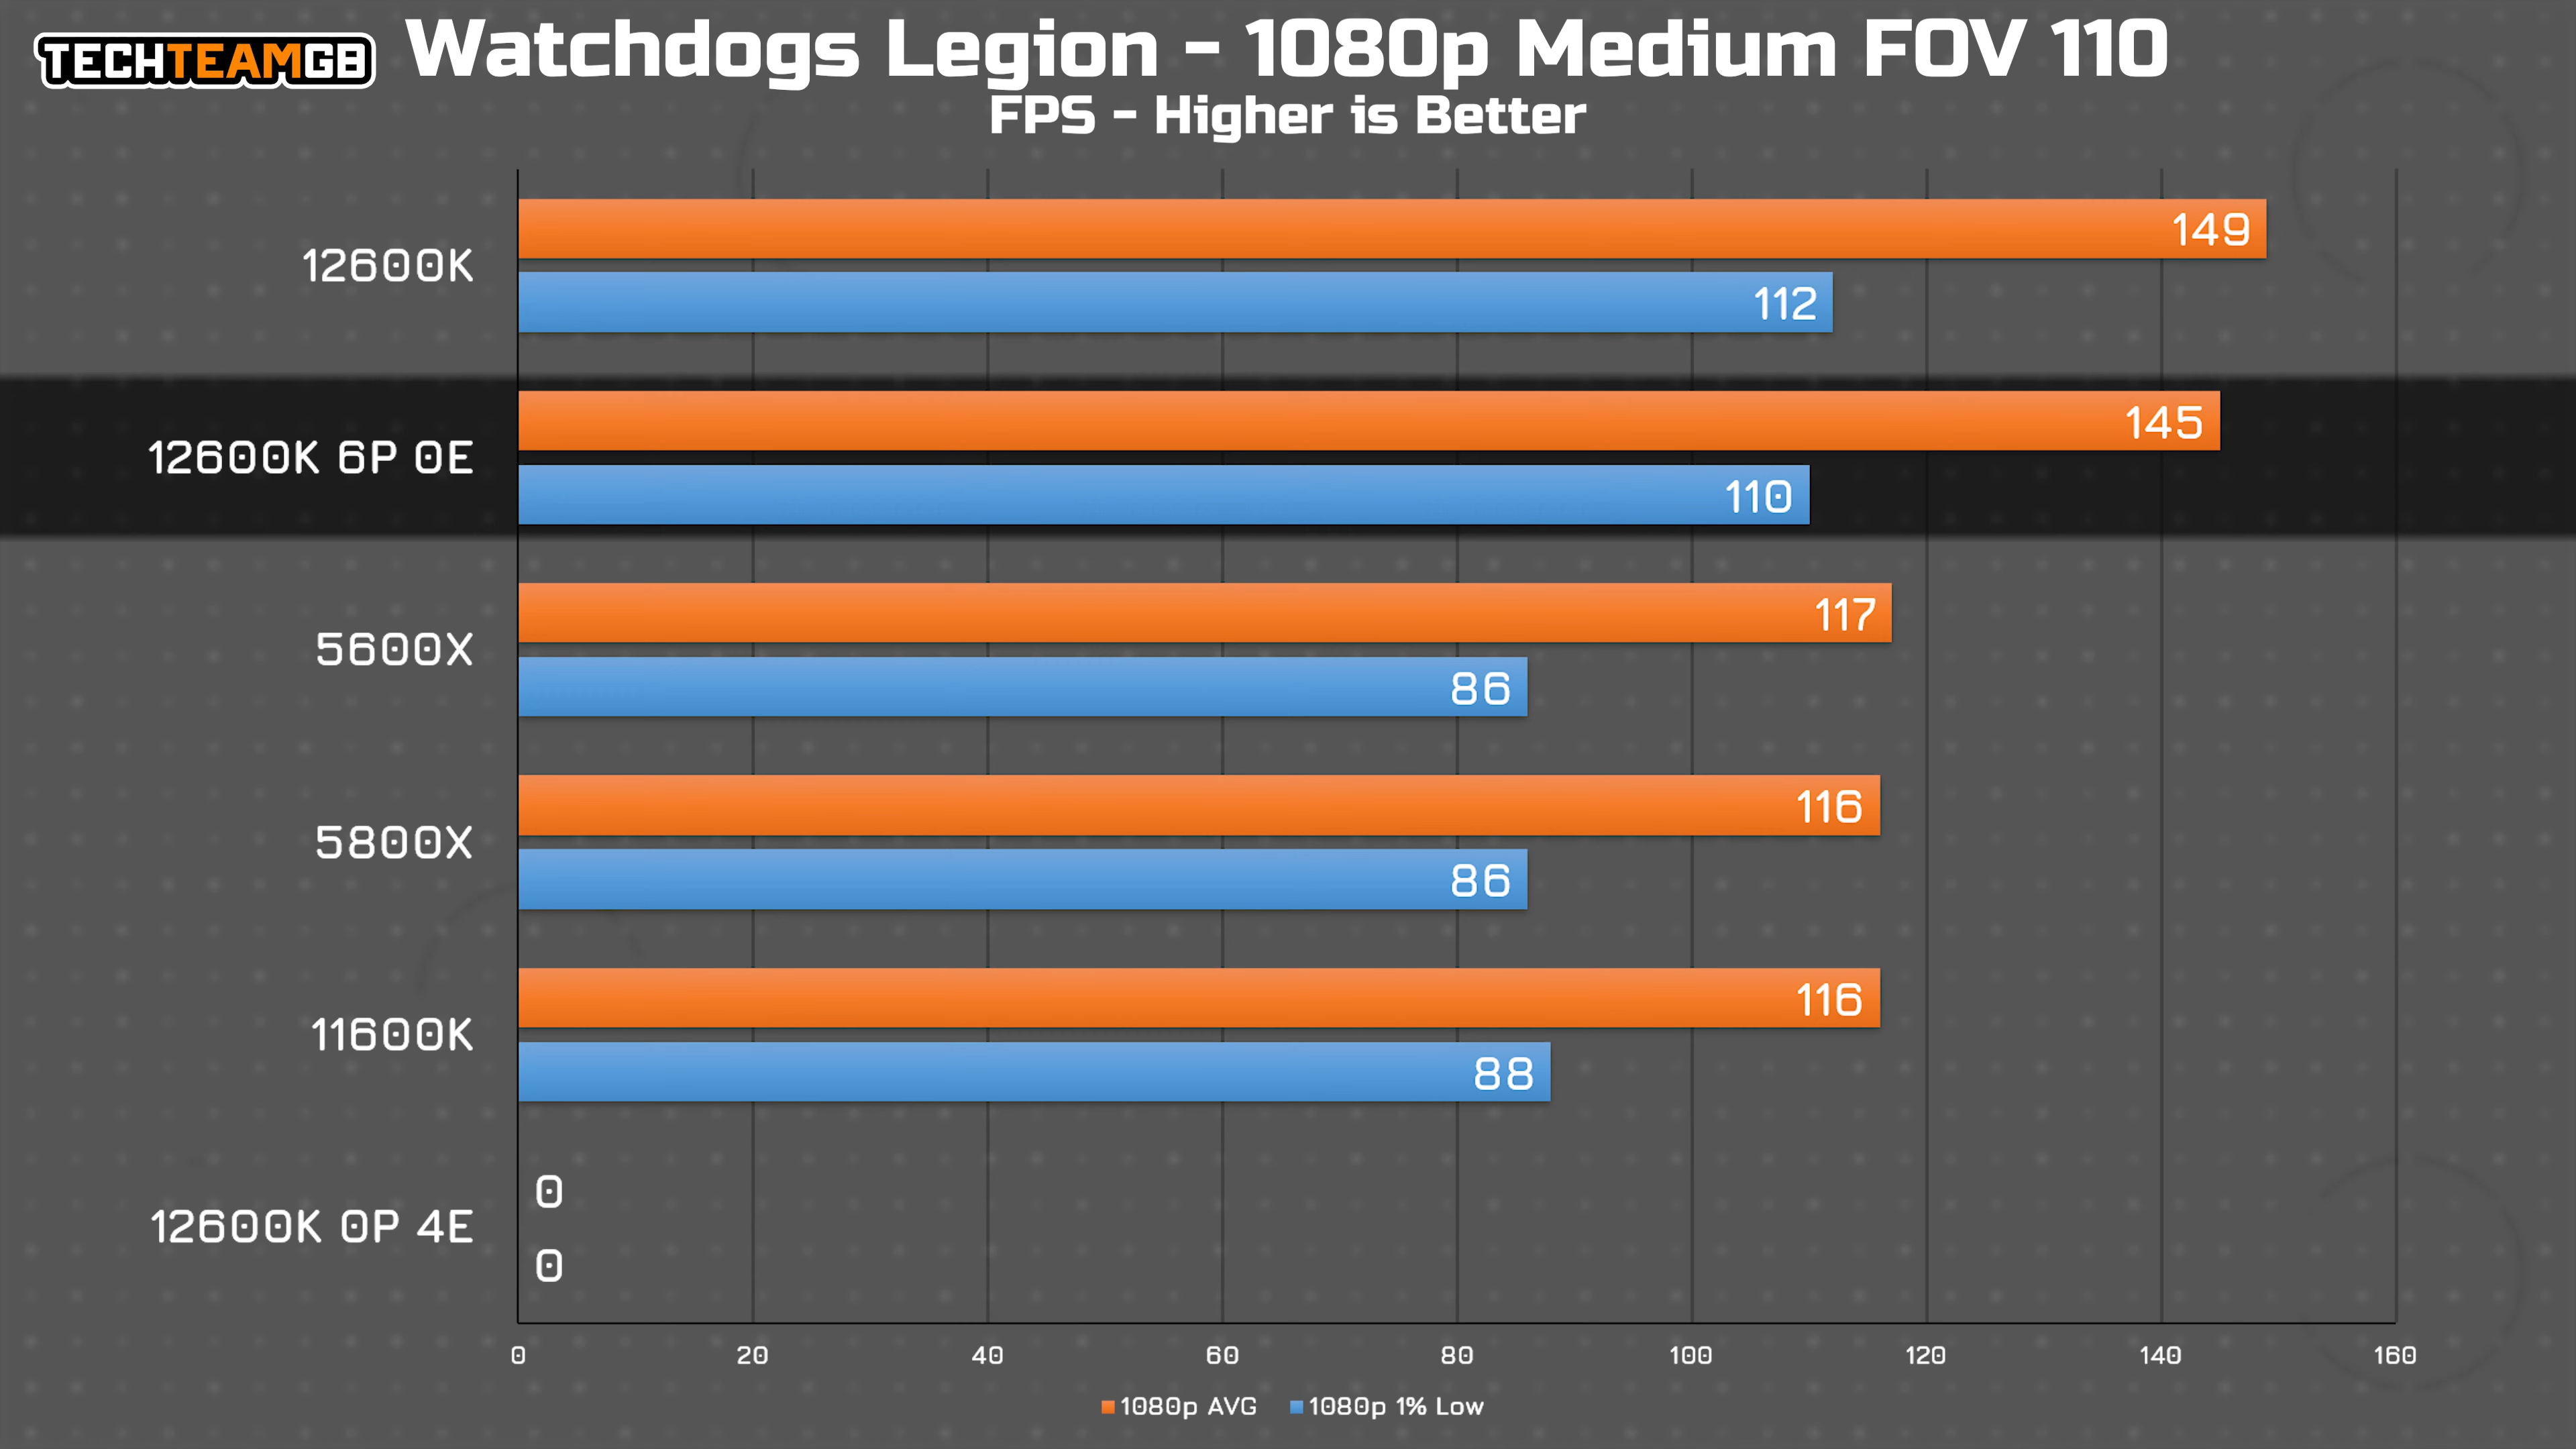 TECHTEAMGB
Watchdogs Legion - 1080p Medium FOV 110
FPS - Higher is Better
12600K
149
112
12600K 6P 0E
145
110
5600X
117
86
5800X
116
86
11600K
116
88
12600K 0P 4E
0
0
0 20 40 60 80 100 120 140 160
1080p AVG 1080p 1% Low